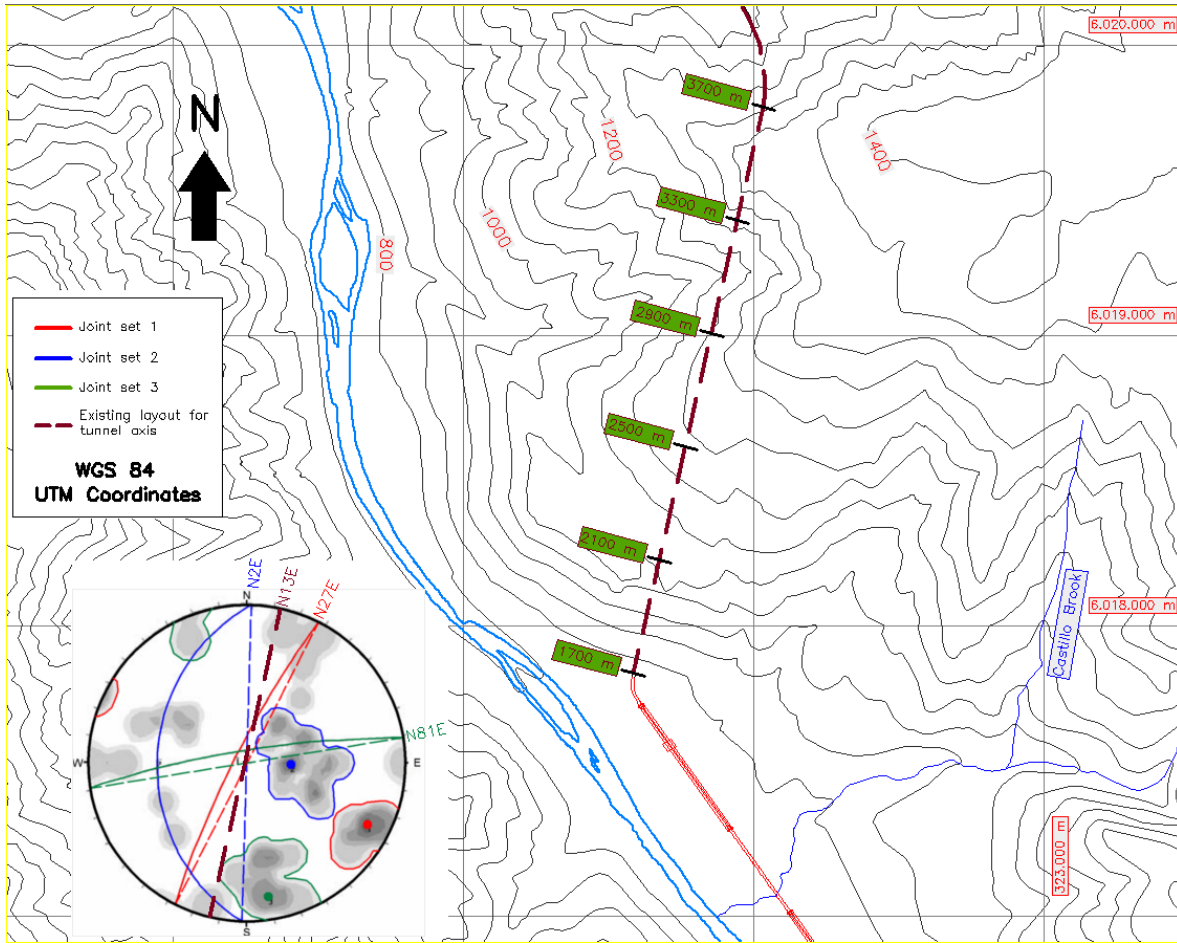 6.020.000 m
3700 m
N
1200
1400
3300 m
1000
800
2900 m
6.019.000 m
Joint set 1
Joint set 2
Joint set 3
Existing layout for
tunnel axis
WGS 84
UTM Coordinates
2500 m
2100 m
N2E
N13E
N27E
N
6.018.000 m
Castillo Brook
1700 m
N81E
W
E
S
323.000 E